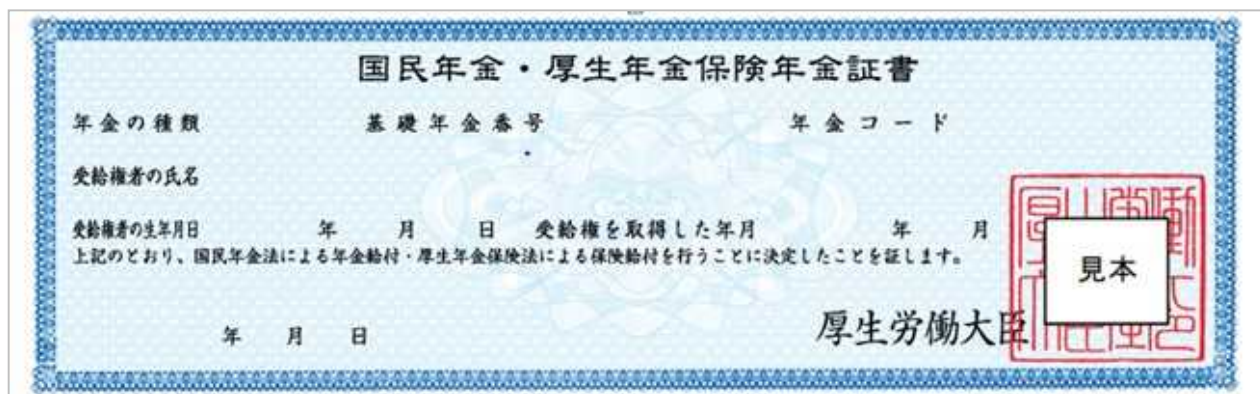 国民年金・厚生年金保険年金証書
年金の種類 基礎年金番号 年金コード
受給権者の氏名
受給権者の生年月日 年 月 日 受給権を取得した年月 年 月
上記のとおり、国民年金法による年金給付・厚生年金保険法による保険給付を行うことに決定したことを証します。
見本
年 月 日 厚生労働大臣